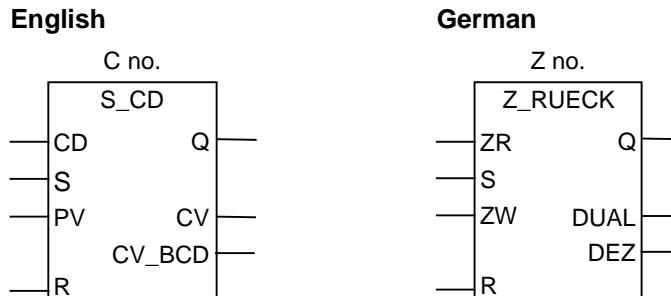 English
C no.
S_CD
CD Q
S
PV CV
CV_BCD
R
German
Z no.
Z_RUECK
ZR Q
S
ZW DUAL
DEZ
R